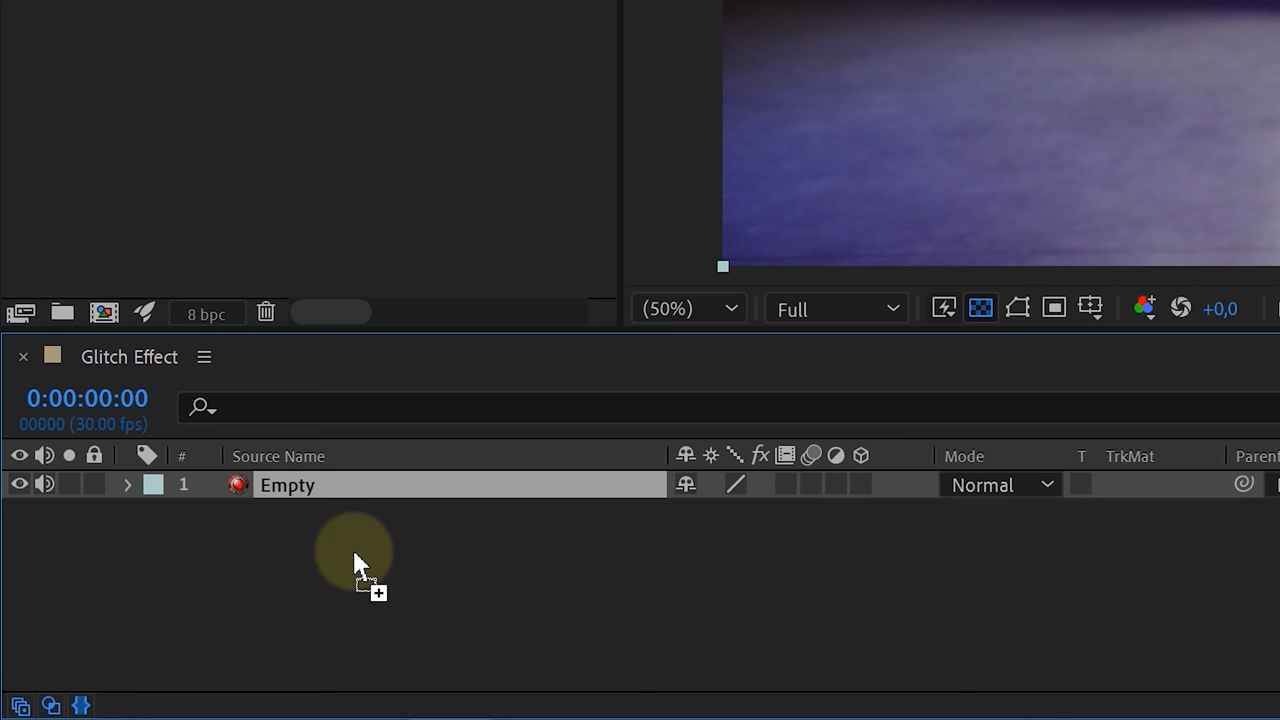 8 bpc
(50%)
Full
+0,0
Glitch Effect
0:00:00:00
00000 (30.00 fps)
# Source Name fx Mode T TrkMat Parent
1 Empty Normal